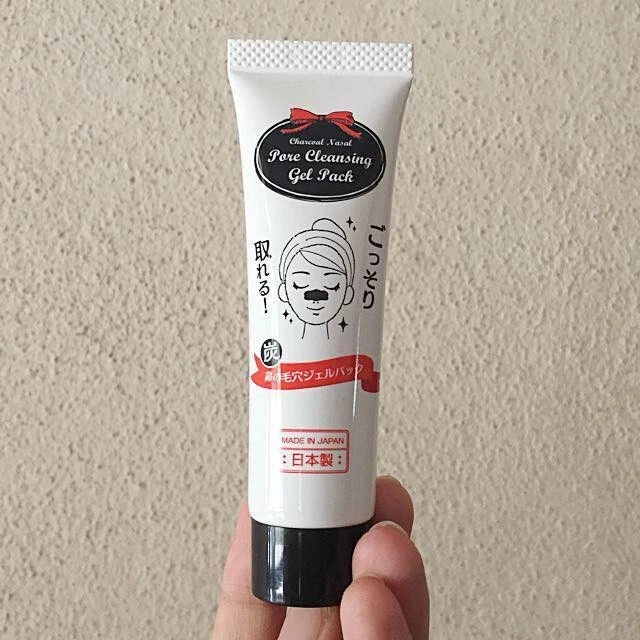 Charcoal Nasal
Pore Cleansing
Gel Pack
ごっそり
取れる!
炭
鼻の毛穴ジェルパック
MADE IN JAPAN
:日本製: